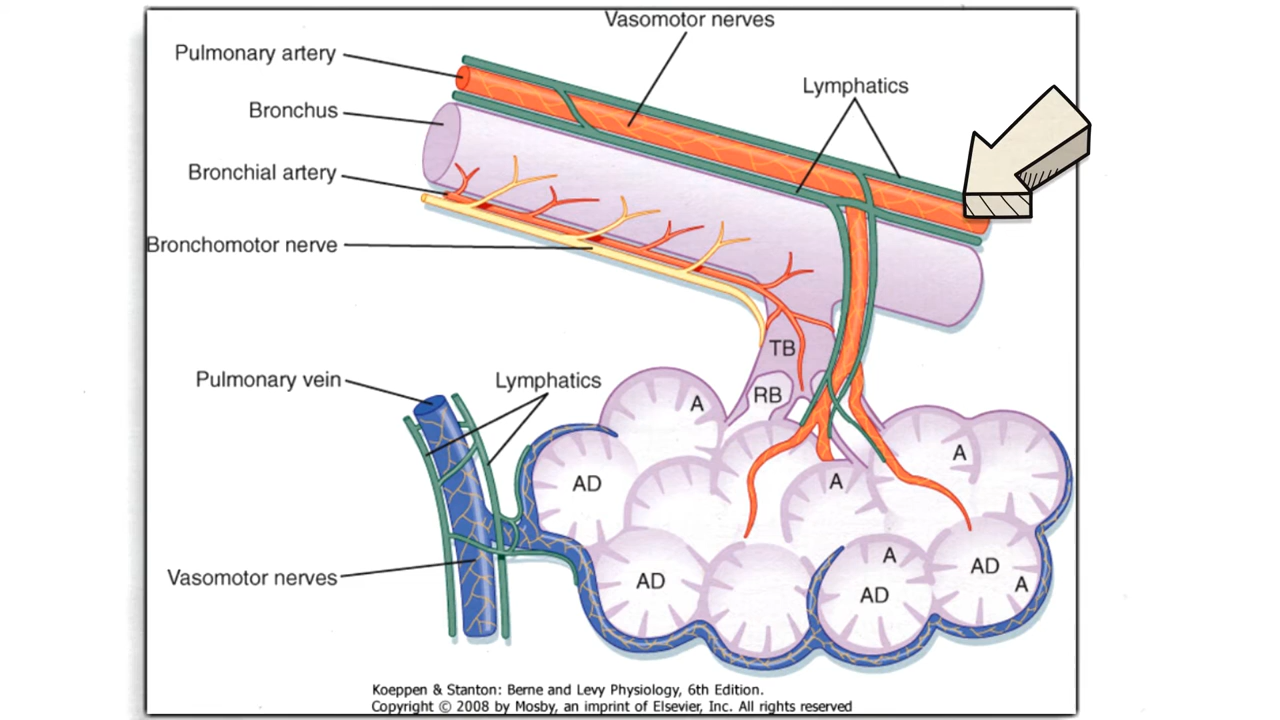 Vasomotor nerves
Pulmonary artery
Lymphatics
Bronchus
Bronchial artery
Bronchomotor nerve
TB
Pulmonary vein
Lymphatics
RB
A
A
AD
A
A
AD
AD
A
AD
Vasomotor nerves
Koeppen & Stanton: Berne and Levy Physiology, 6th Edition.
Copyright © 2008 by Mosby, an imprint of Elsevier, Inc. All rights reserved